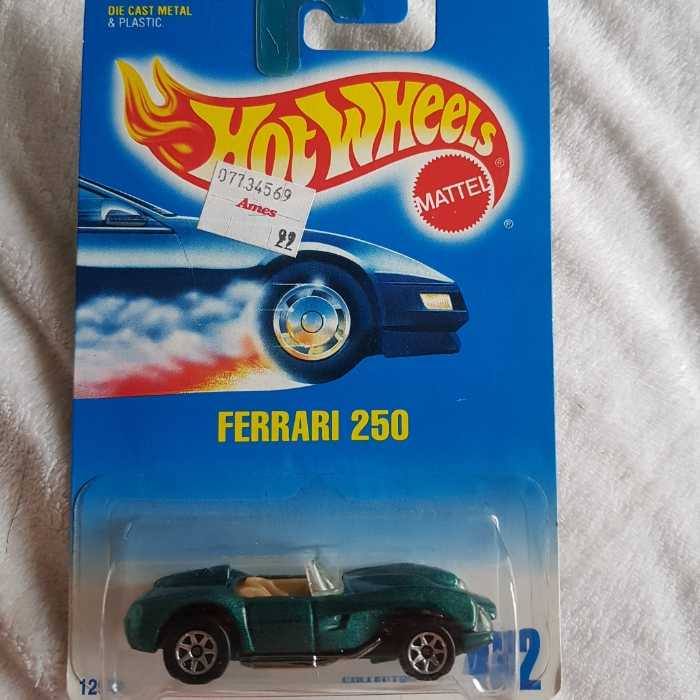 DIE CAST METAL
& PLASTIC.
HOT WHEELS
®
MATTEL
®
07734569
Ames
22
FERRARI 250